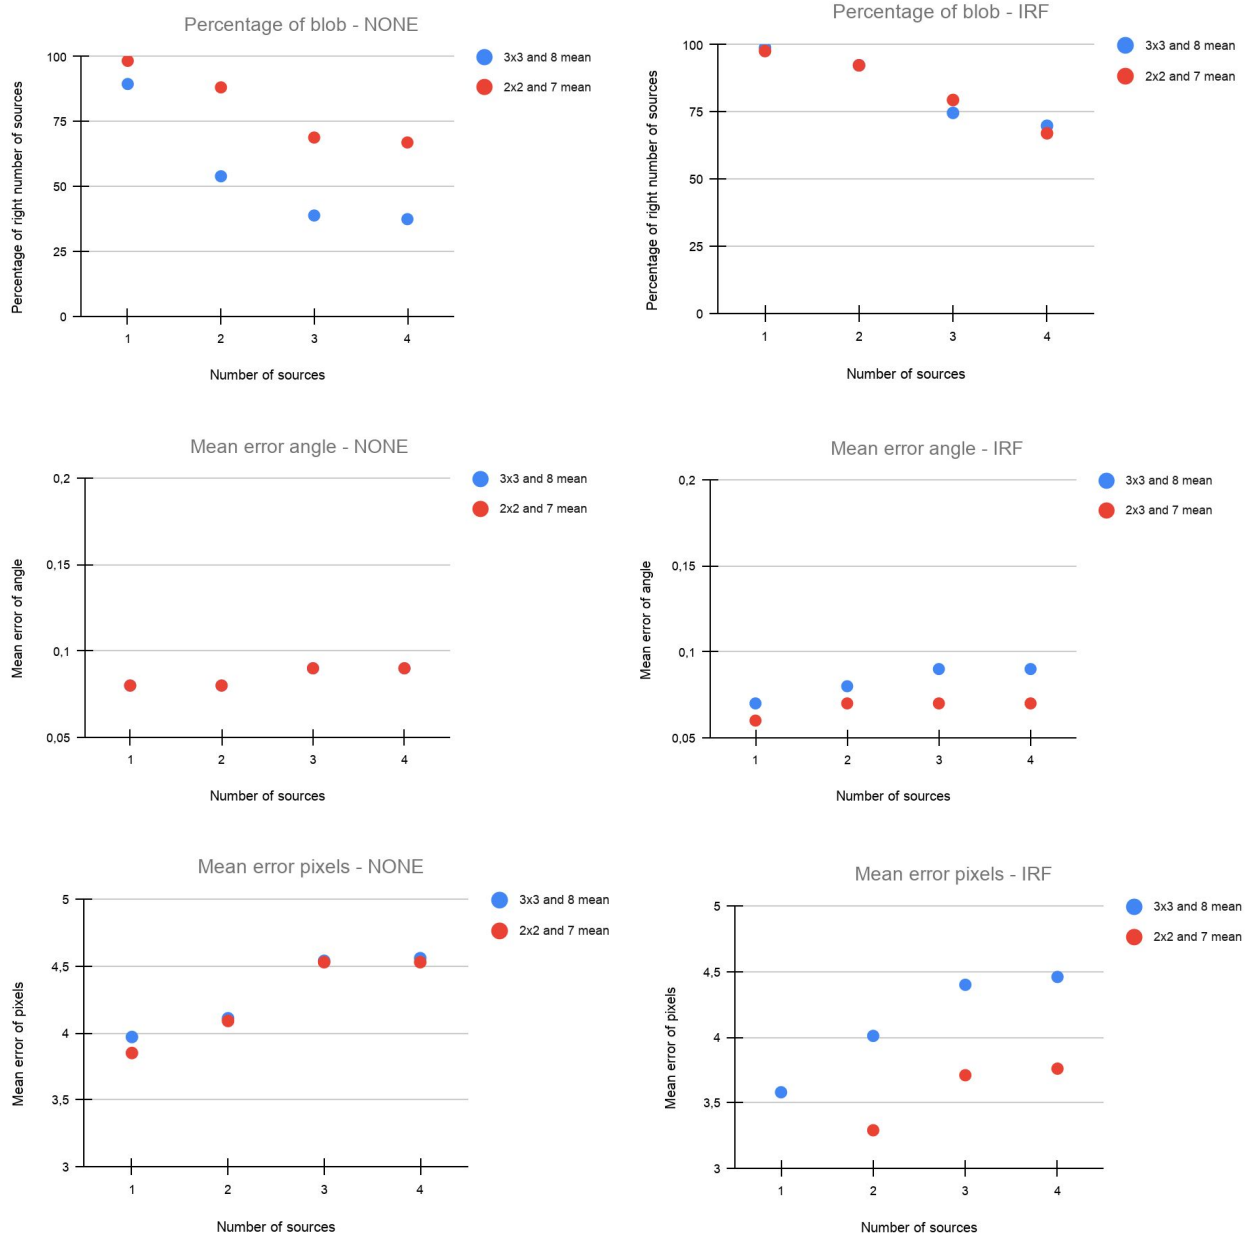 Percentage of blob - NONE
3x3 and 8 mean
2x2 and 7 mean
Percentage of right number of sources
100
75
50
25
0
1 2 3 4
Number of sources
Percentage of blob - IRF
3x3 and 8 mean
2x2 and 7 mean
Percentage of right number of sources
100
75
50
25
0
1 2 3 4
Number of sources
Mean error angle - NONE
3x3 and 8 mean
2x2 and 7 mean
Mean error of angle
0,2
0,15
0,1
0,05
1 2 3 4
Number of sources
Mean error angle - IRF
3x3 and 8 mean
2x3 and 7 mean
Mean error of angle
0,2
0,15
0,1
0,05
1 2 3 4
Number of sources
Mean error pixels - NONE
3x3 and 8 mean
2x2 and 7 mean
Mean error of pixels
5
4,5
4
3,5
3
1 2 3 4
Number of sources
Mean error pixels - IRF
3x3 and 8 mean
2x2 and 7 mean
Mean error of pixels
5
4,5
4
3,5
3
1 2 3 4
Number of sources